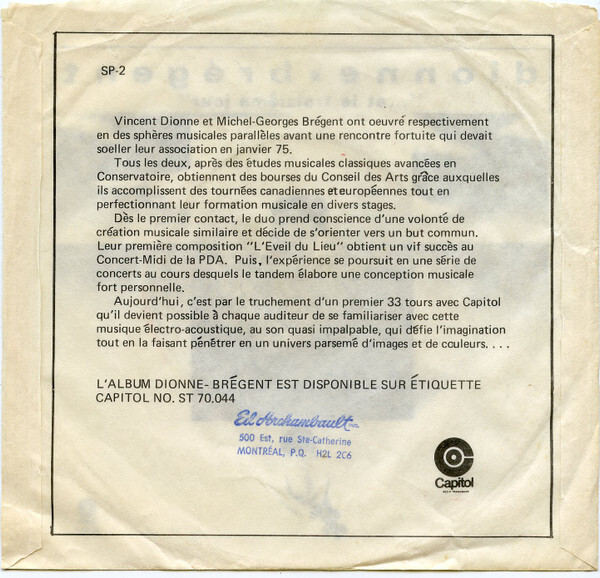 SP-2
Vincent Dionne et Michel-Georges Brégent ont oeuvré respectivement
en des sphères musicales parallèles avant une rencontre fortuite qui devait
soeller leur association en janvier 75.
Tous les deux, après des études musicales classiques avancées en
Conservatoire, obtiennent des bourses du Conseil des Arts grâce auxquelles
ils accomplissent des tournées canadiennes et européennes tout en
perfectionnant leur formation musicale en divers stages.
Dès le premier contact, le duo prend conscience d'une volonté de
création musicale similaire et décide de s'orienter vers un but commun.
Leur première composition "L'Eveil du Lieu" obtient un vif succès au
Concert-Midi de la PDA. Puis, l'expérience se poursuit en une série de
concerts au cours desquels le tandem élabore une conception musicale
fort personnelle.
Aujourd'hui, c'est par le truchement d'un premier 33 tours avec Capitol
qu'il devient possible à chaque auditeur de se familiariser avec cette
musique électro-acoustique, au son quasi impalpable, qui défie l'imagination
tout en la faisant pénétrer en un univers parsemé d'images et de couleurs. . . .
L'ALBUM DIONNE- BRÉGENT EST DISPONIBLE SUR ÉTIQUETTE
CAPITOL NO. ST 70.044
Ed Archambault
500 Est, rue Ste-Catherine
MONTRÉAL, P.Q. H2L 2C6
Capitol